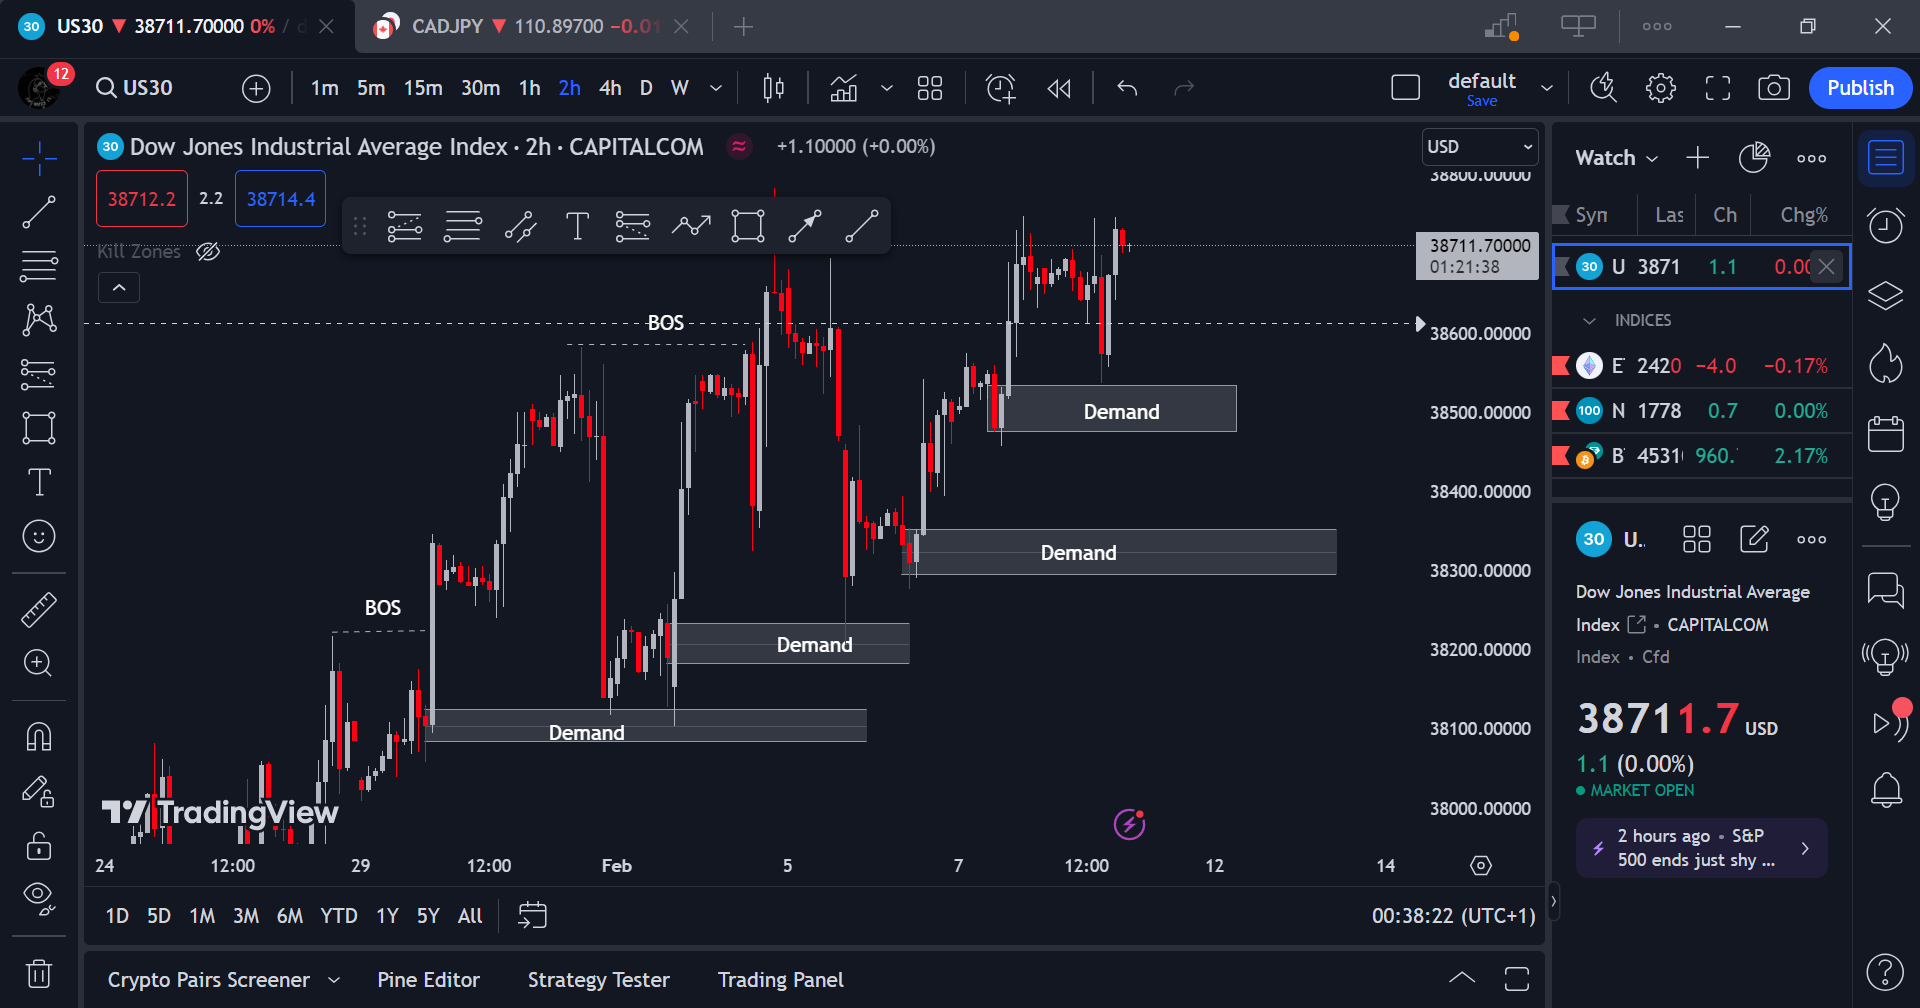 30 US30 38711.70000 0% / d
CADJPY 110.89700 −0.01
12 US30 1m 5m 15m 30m 1h 2h 4h D W default Save Publish
30 Dow Jones Industrial Average Index · 2h · CAPITALCOM +1.10000 (+0.00%)
USD
38712.2 2.2 38714.4
Kill Zones
38800.00000
38711.70000
01:21:38
38600.00000
38500.00000
38400.00000
38300.00000
38200.00000
38100.00000
38000.00000
BOS
BOS
Demand
Demand
Demand
Demand
TradingView
24 12:00 29 12:00 Feb 5 7 12:00 12 14
1D 5D 1M 3M 6M YTD 1Y 5Y All
00:38:22 (UTC+1)
Crypto Pairs Screener Pine Editor Strategy Tester Trading Panel
Watch
Sym Las Ch Chg%
30 U 3871 1.1 0.00
INDICES
E 2420 −4.0 −0.17%
100 N 1778 0.7 0.00%
B 4531 960. 2.17%
30 U..
Dow Jones Industrial Average
Index • CAPITALCOM
Index • Cfd
38711.7 USD
1.1 (0.00%)
MARKET OPEN
2 hours ago • S&P
500 ends just shy ...